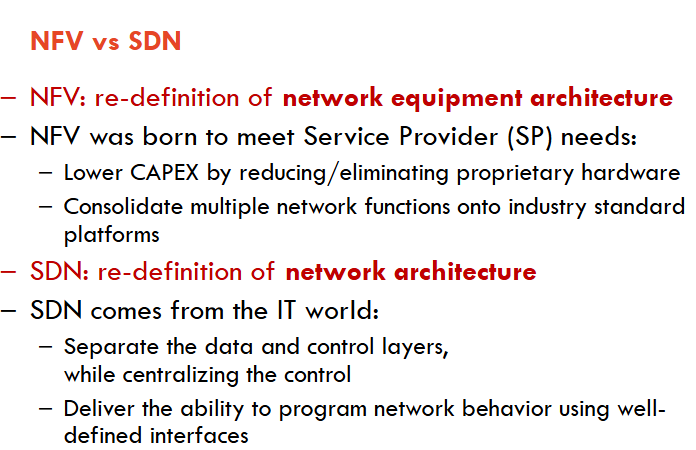 NFV vs SDN
– NFV: re-definition of network equipment architecture
– NFV was born to meet Service Provider (SP) needs:
– Lower CAPEX by reducing/eliminating proprietary hardware
– Consolidate multiple network functions onto industry standard
platforms
– SDN: re-definition of network architecture
– SDN comes from the IT world:
– Separate the data and control layers,
while centralizing the control
– Deliver the ability to program network behavior using well-
defined interfaces